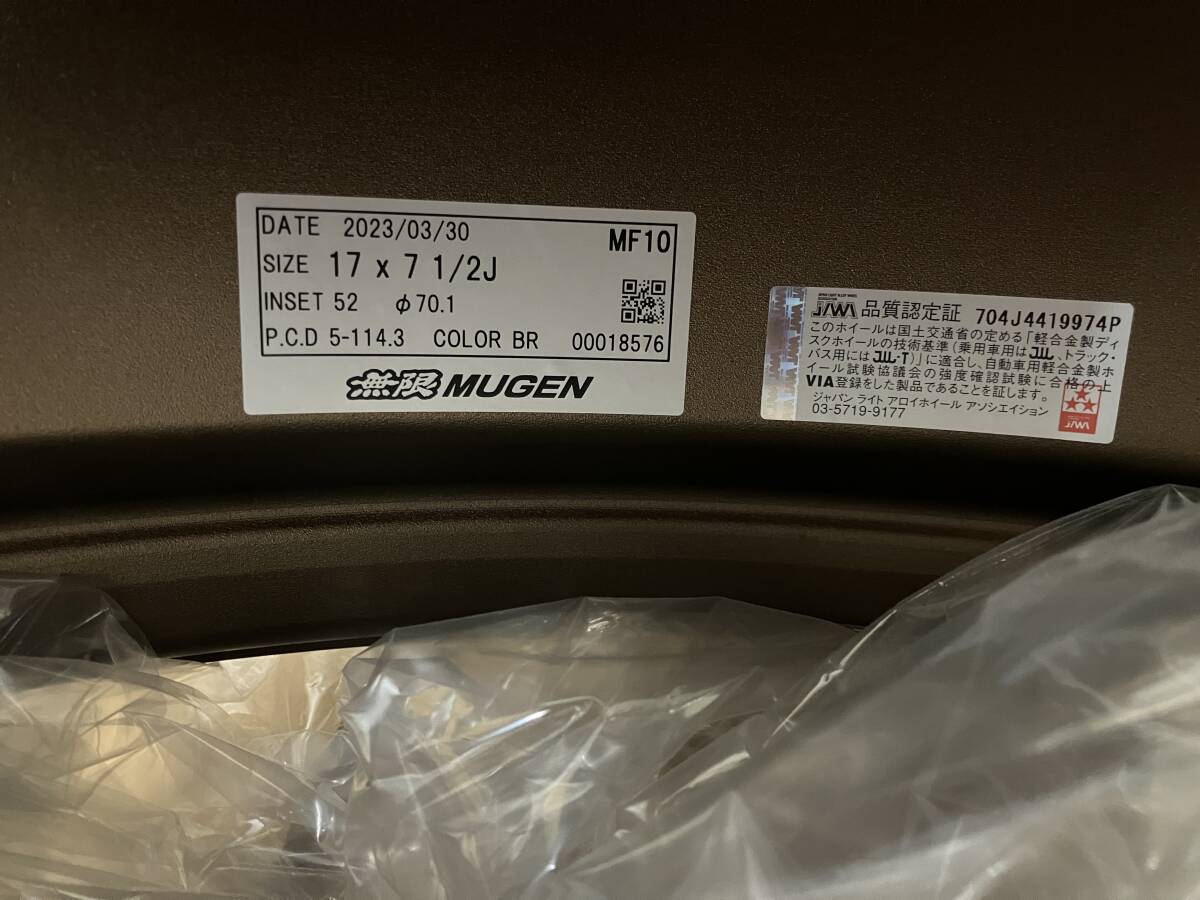 DATE 2023/03/30 MF10
SIZE 17 x 7 1/2J
INSET 52 φ70.1
P.C.D 5-114.3 COLOR BR 00018576
無限 MUGEN
JAWA 品質認定証 704J4419974P
このホイールは国土交通省の定める「軽合金製ディ
スクホイールの技術基準(乗用車用はJWL、トラック・
バス用にはJWL-T)」に適合し、自動車用軽合金製ホ
イール試験協議会の強度確認試験に合格の上
VIA登録をした製品であることを証します。
ジャパン ライト アロイホイール アソシエイション
03-5719-9177
JAWA